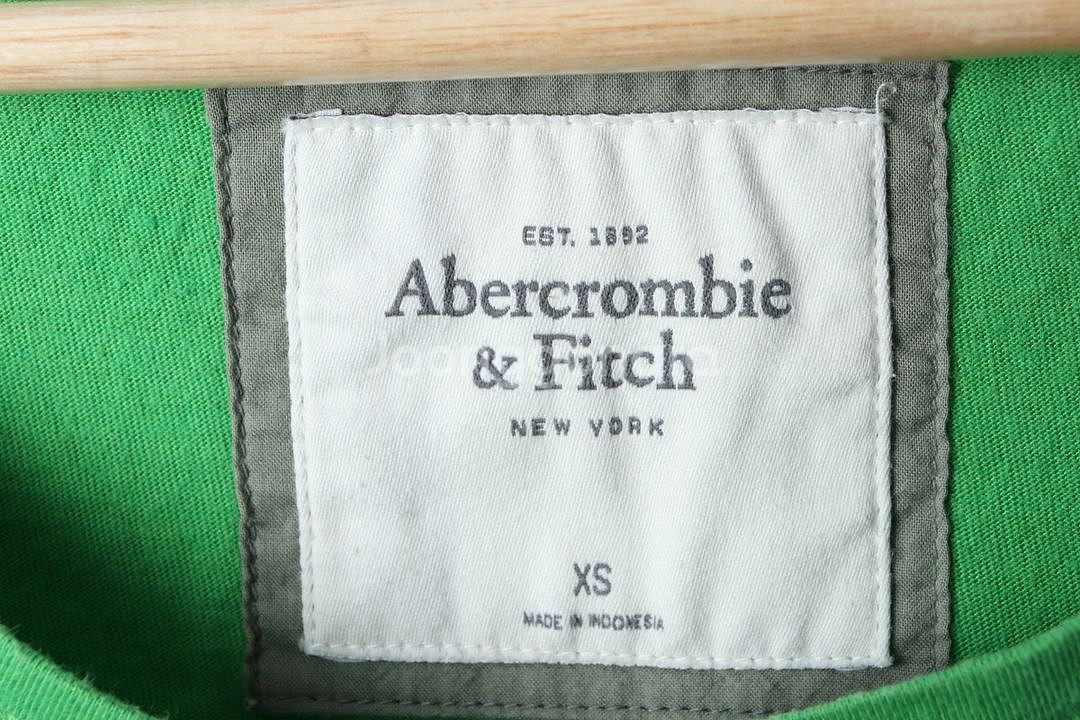 EST. 1892
Abercrombie
& Fitch
NEW YORK
XS
MADE IN INDONESIA